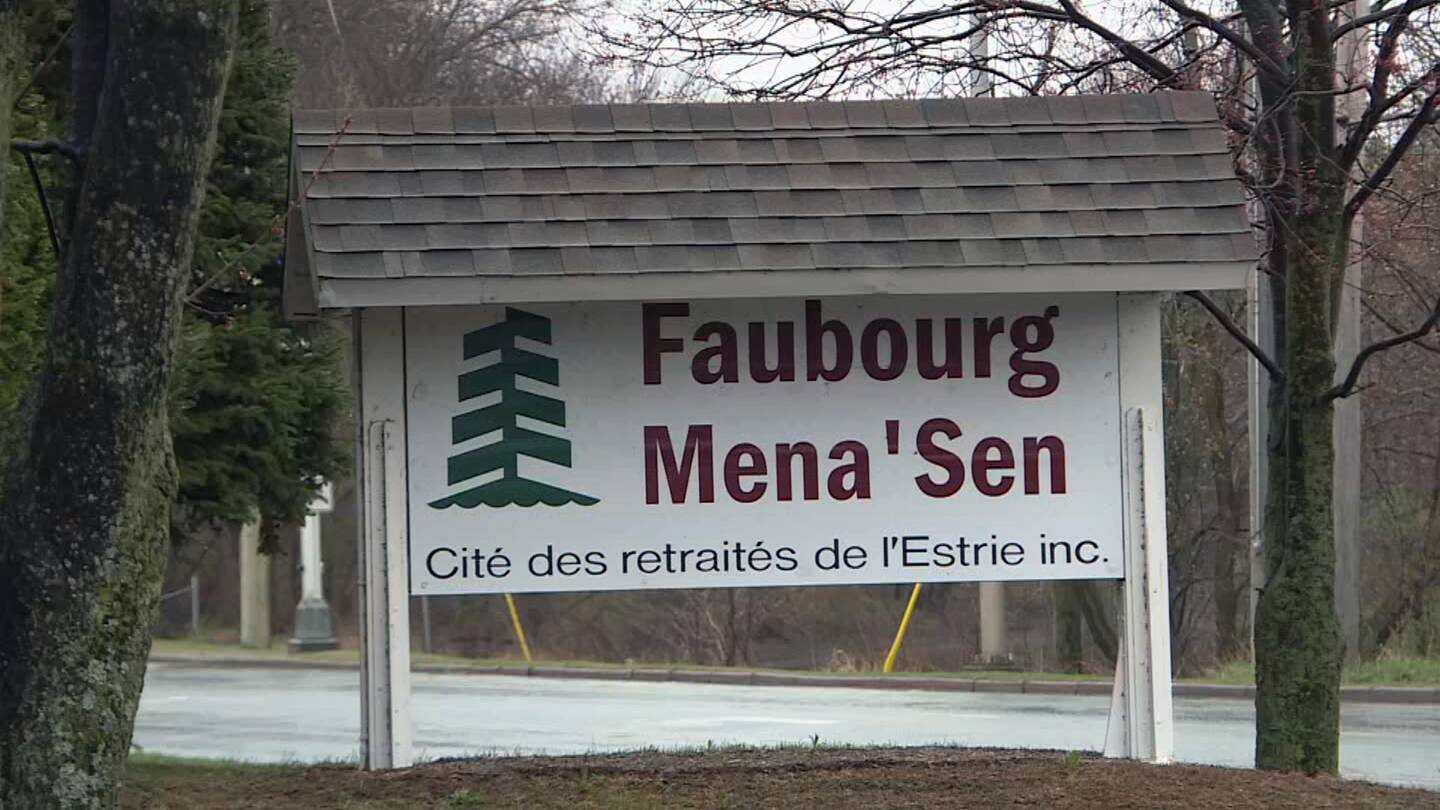 Faubourg
Mena'Sen
Cité des retraités de l'Estrie inc.